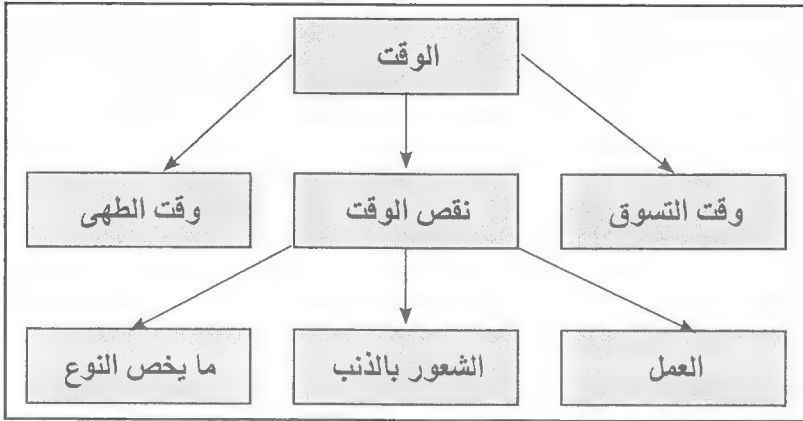 الوقت
وقت التسوق
نقص الوقت
وقت الطهى
العمل
الشعور بالذنب
ما يخص النوع